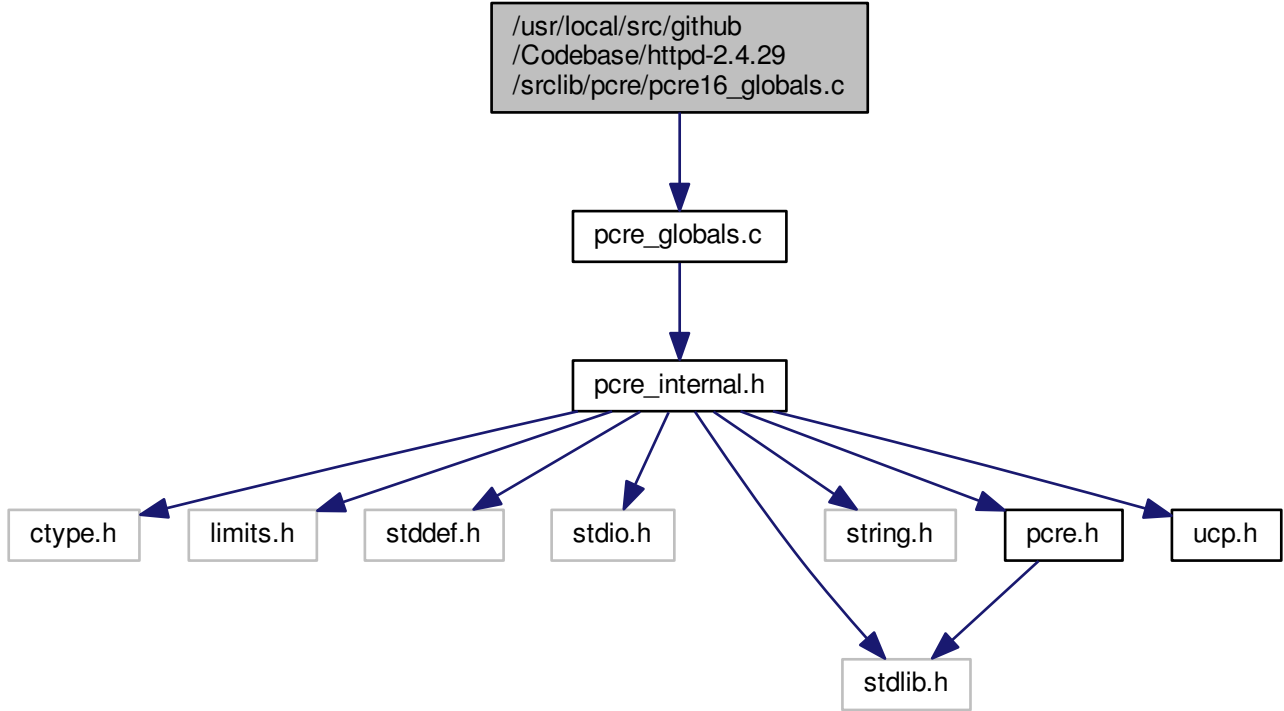 /usr/local/src/github
/Codebase/httpd-2.4.29
/srclib/pcre/pcre16_globals.c
pcre_globals.c
pcre_internal.h
ctype.h
limits.h
stddef.h
stdio.h
string.h
pcre.h
ucp.h
stdlib.h